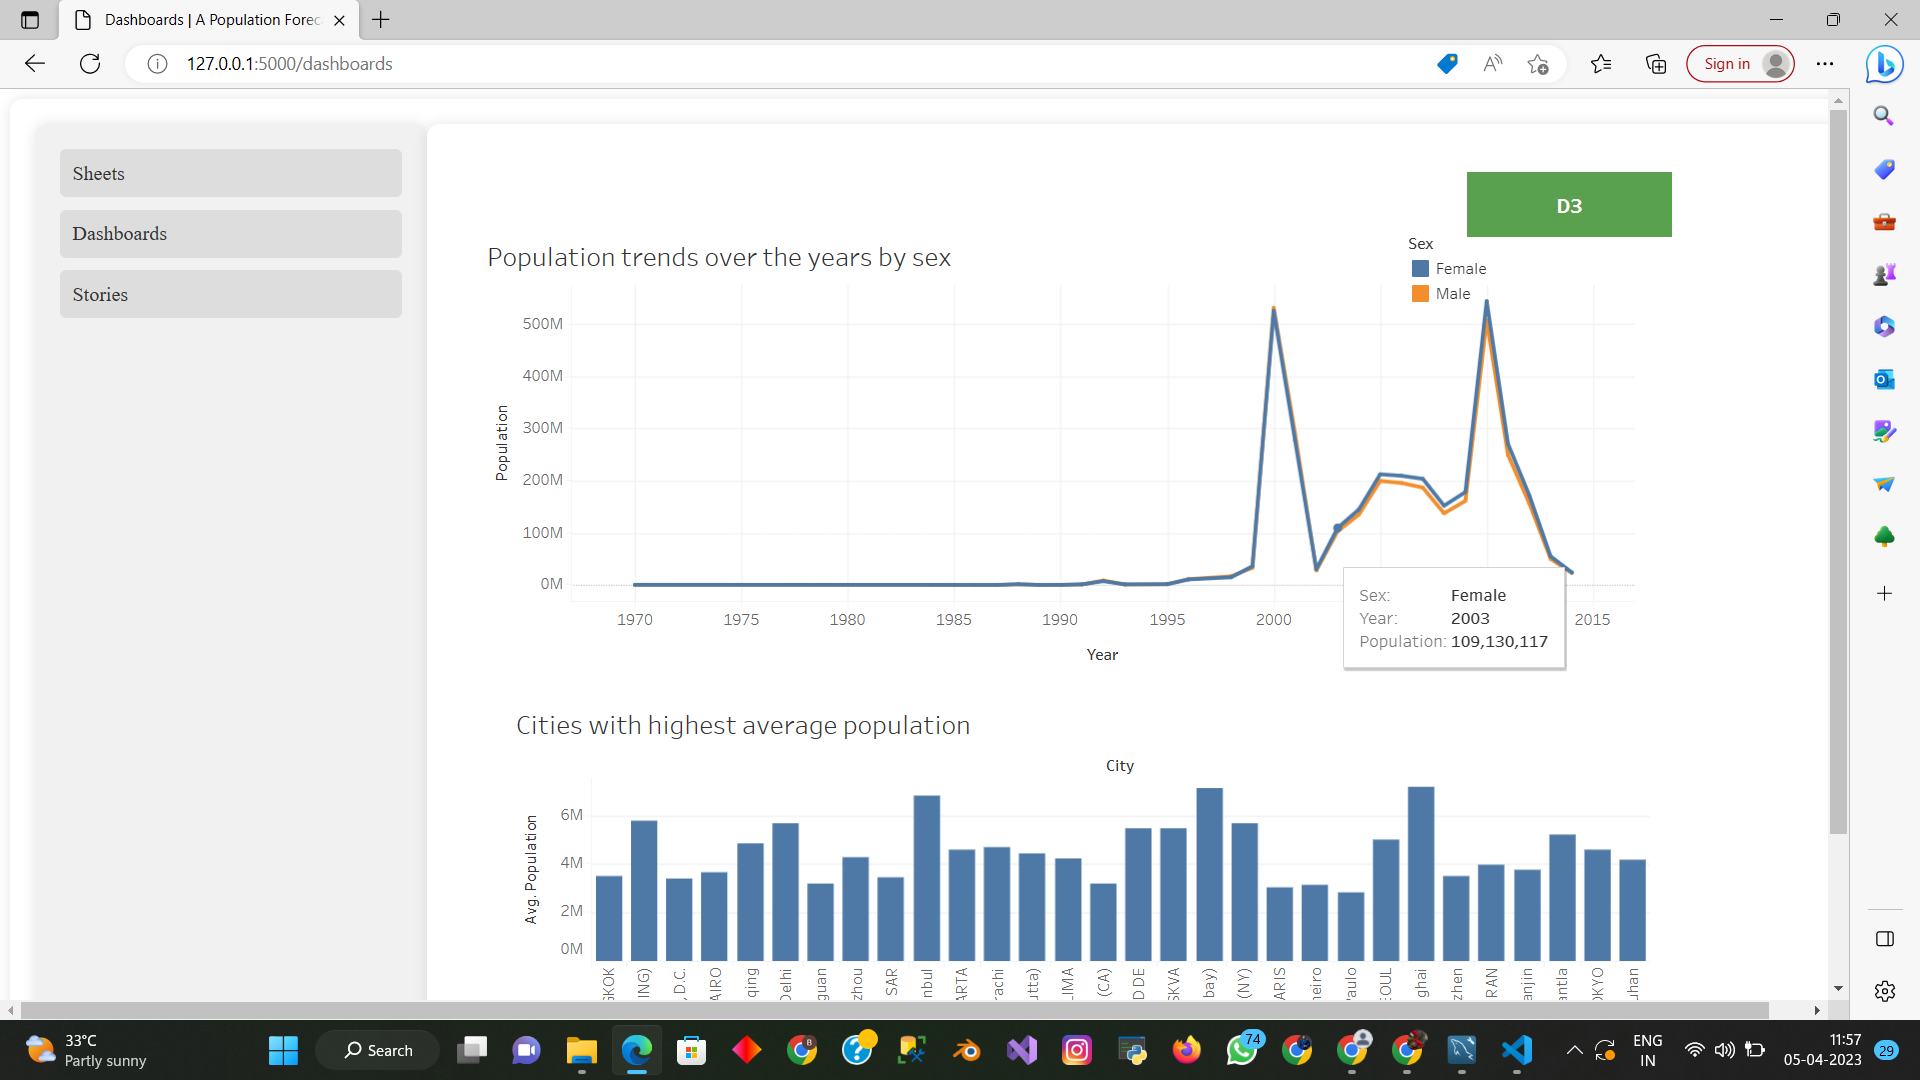 Dashboards | A Population Forec
127.0.0.1:5000/dashboards
Sign in
Sheets
Dashboards
Stories
D3
Population trends over the years by sex
Sex
Female
Male
500M
400M
300M
200M
100M
0M
Population
1970 1975 1980 1985 1990 1995 2000 2015
Year
Sex: Female
Year: 2003
Population: 109,130,117
Cities with highest average population
City
6M
4M
2M
0M
Avg. Population
GKOK ING) , D.C. AIRO qing Delhi guan zhou SAR nbul ARTA rachi utta) LIMA (CA) D DE SKVA bay) (NY) ARIS neiro Paulo EOUL ghai zhen RAN anjin antla OKYO uhan
33°C
Partly sunny
Search
74
ENG
IN
11:57
05-04-2023
29